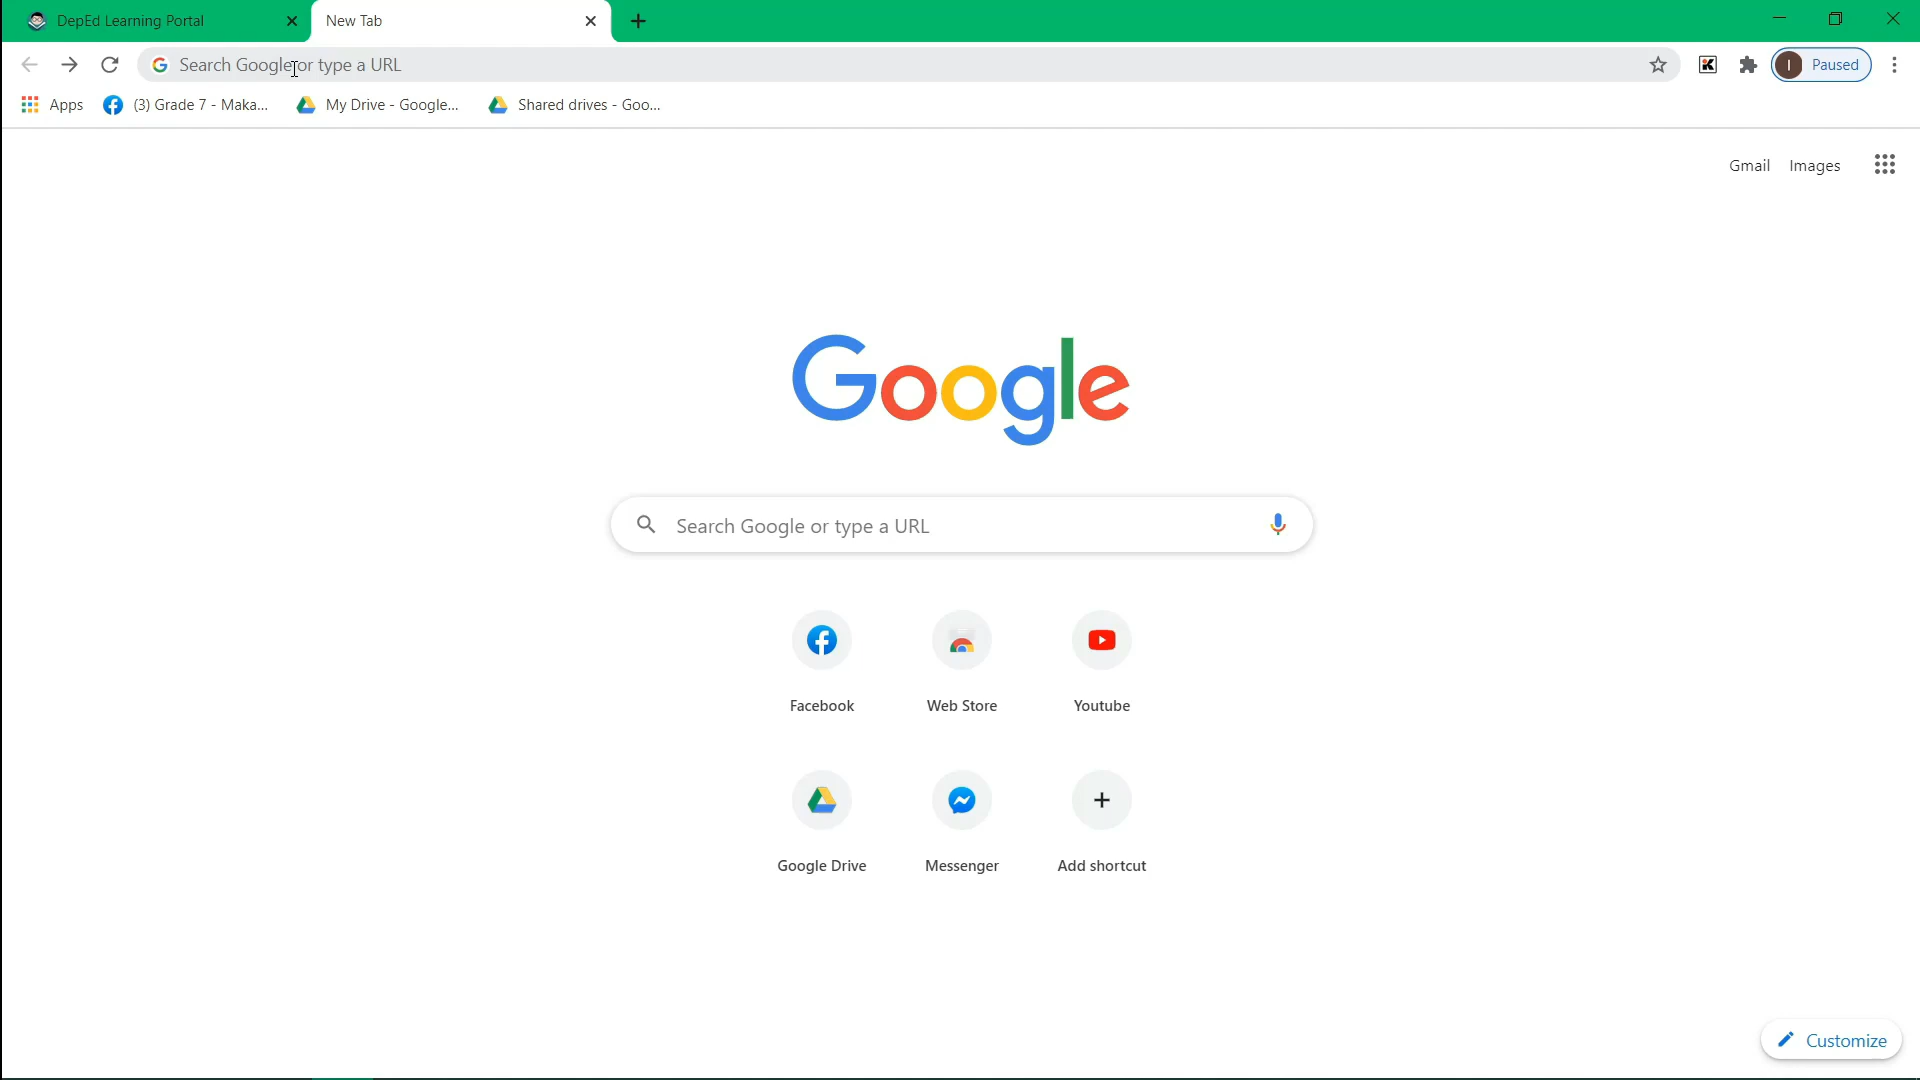 DepEd Learning Portal
New Tab
Search Google or type a URL
I Paused
Apps
(3) Grade 7 - Maka...
My Drive - Google...
Shared drives - Goo...
Gmail Images
Google
Search Google or type a URL
Facebook Web Store Youtube
Google Drive Messenger Add shortcut
Customize